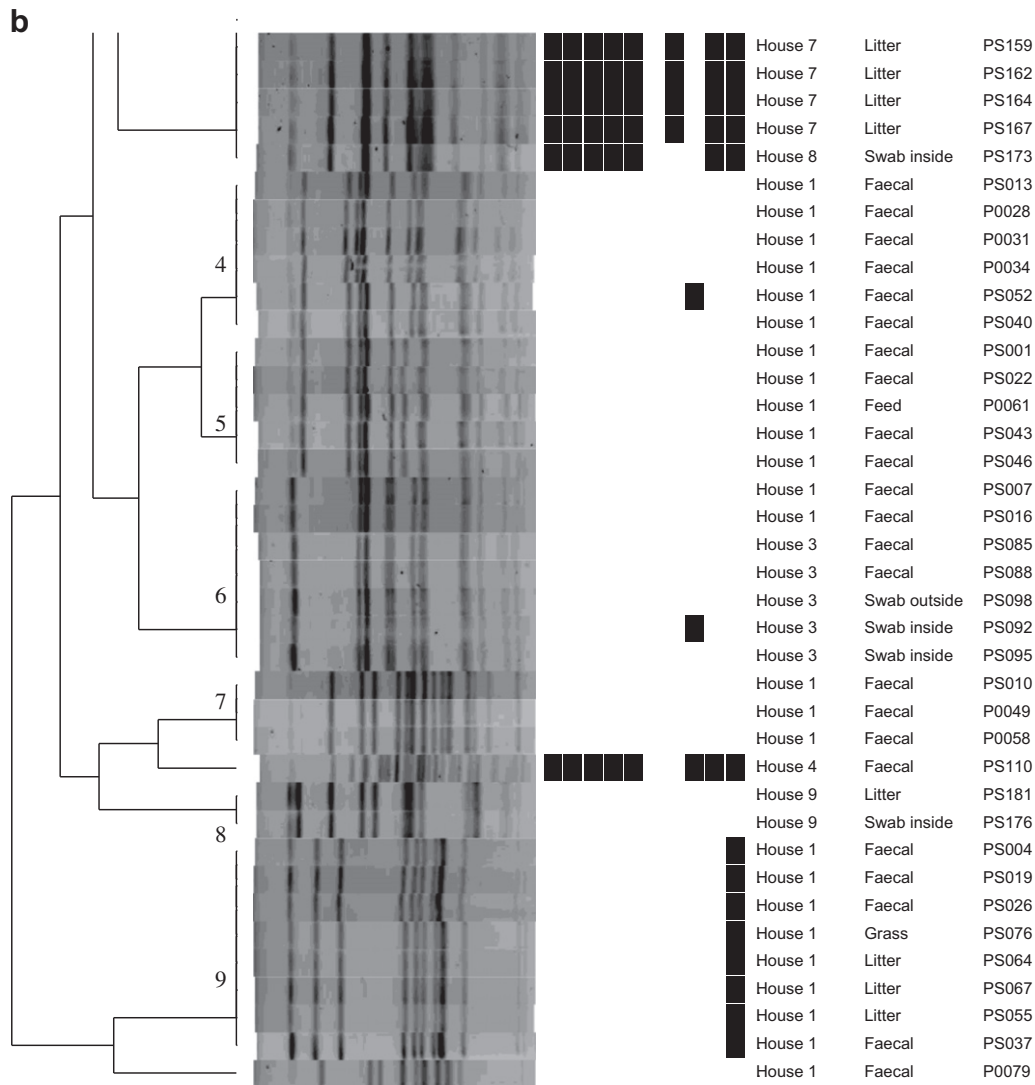 b
House 7 Litter PS159
House 7 Litter PS162
House 7 Litter PS164
House 7 Litter PS167
House 8 Swab inside PS173
House 1 Faecal PS013
House 1 Faecal P0028
House 1 Faecal P0031
4 House 1 Faecal P0034
House 1 Faecal PS052
House 1 Faecal PS040
House 1 Faecal PS001
House 1 Faecal PS022
House 1 Feed P0061
5 House 1 Faecal PS043
House 1 Faecal PS046
House 1 Faecal PS007
House 1 Faecal PS016
House 3 Faecal PS085
House 3 Faecal PS088
6 House 3 Swab outside PS098
House 3 Swab inside PS092
House 3 Swab inside PS095
House 1 Faecal PS010
7 House 1 Faecal P0049
House 1 Faecal P0058
House 4 Faecal PS110
House 9 Litter PS181
8 House 9 Swab inside PS176
House 1 Faecal PS004
House 1 Faecal PS019
House 1 Faecal PS026
House 1 Grass PS076
House 1 Litter PS064
9 House 1 Litter PS067
House 1 Litter PS055
House 1 Faecal PS037
House 1 Faecal P0079